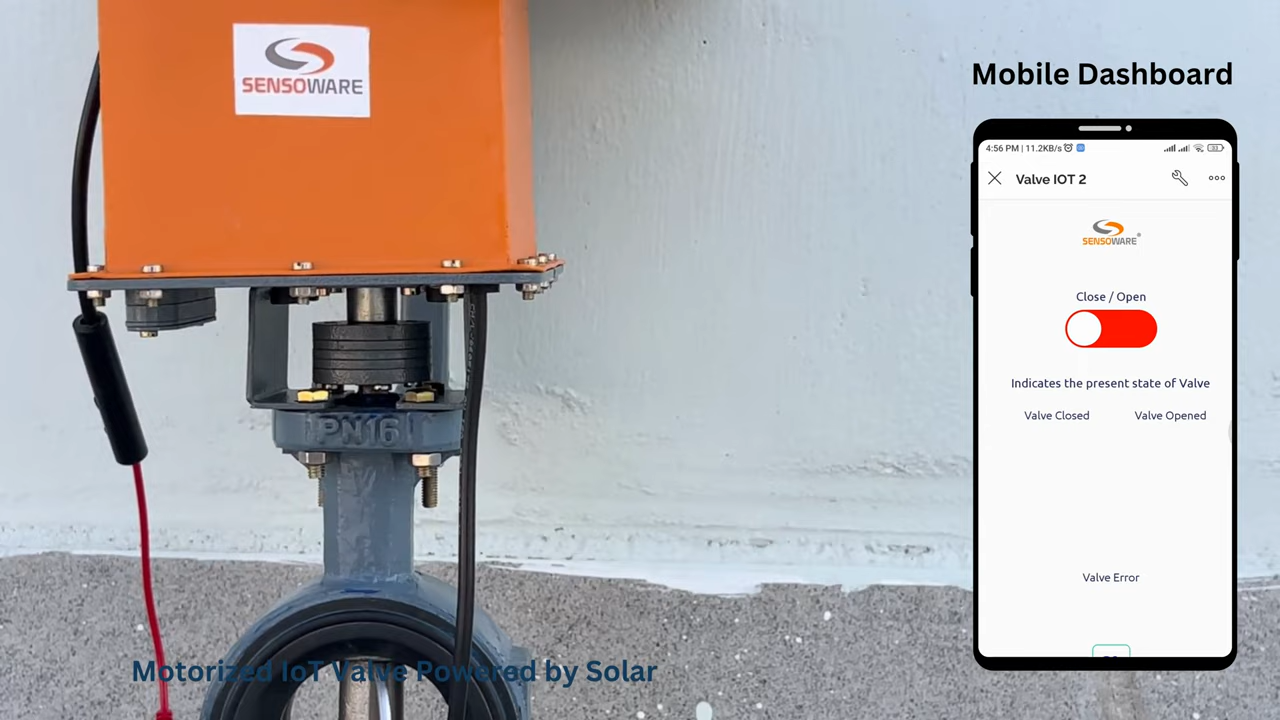 SENSOWARE
PN16
Motorized IoT Valve Powered by Solar
Mobile Dashboard
4:56 PM | 11.2KB/s
Valve IOT 2
SENSOWARE
Close / Open
Indicates the present state of Valve
Valve Closed Valve Opened
Valve Error